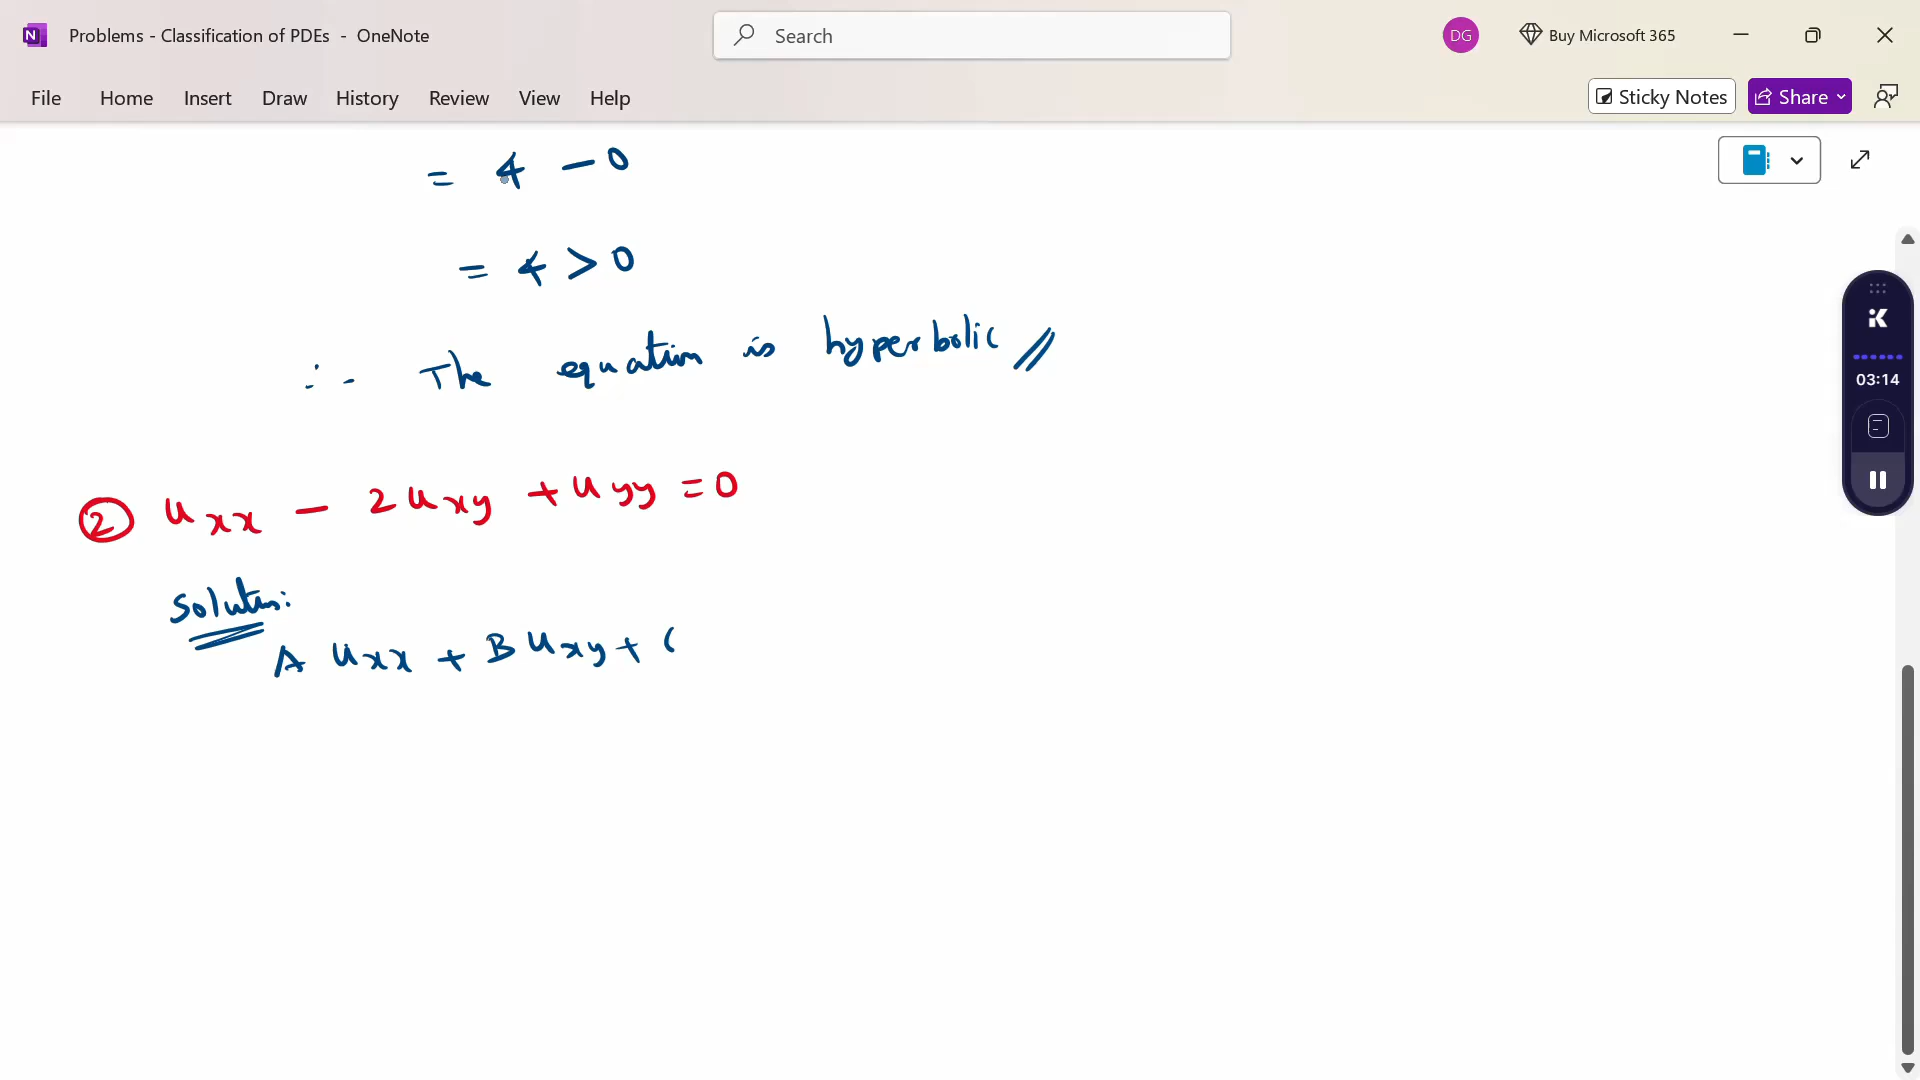 Problems - Classification of PDEs - OneNote
Search
DG
Buy Microsoft 365
File Home Insert Draw History Review View Help
Sticky Notes
Share
= 4 - 0
= 4 > 0
∴ The equation is hyperbolic //
03:14
② uxx - 2uxy + uyy = 0
Solution:
A uxx + B uxy + C